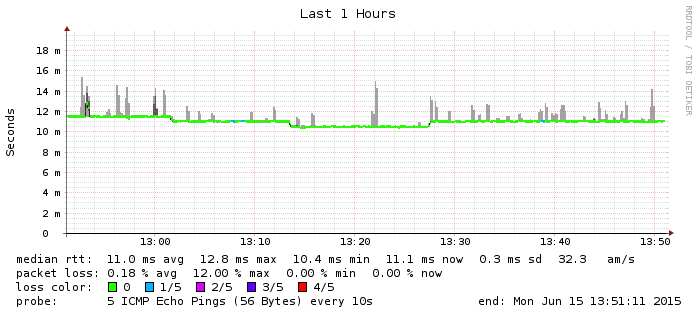 Last 1 Hours
RRDTOOL / TOBI OETIKER
Seconds
18 m
16 m
14 m
12 m
10 m
8 m
6 m
4 m
2 m
0
13:00 13:10 13:20 13:30 13:40 13:50
median rtt: 11.0 ms avg 12.8 ms max 10.4 ms min 11.1 ms now 0.3 ms sd 32.3 am/s
packet loss: 0.18 % avg 12.00 % max 0.00 % min 0.00 % now
loss color: 0 1/5 2/5 3/5 4/5
probe: 5 ICMP Echo Pings (56 Bytes) every 10s end: Mon Jun 15 13:51:11 2015